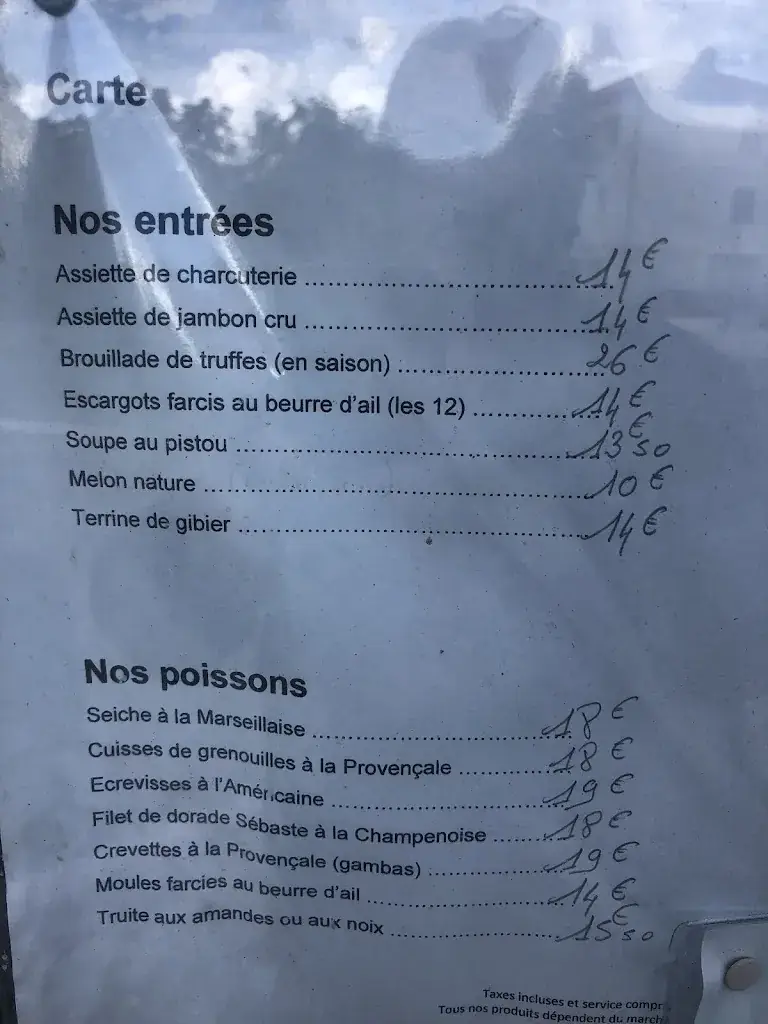 Carte
Nos entrées
Assiette de charcuterie ........................................ 14 €
Assiette de jambon cru ........................................ 14 €
Brouillade de truffes (en saison) ............................. 26 €
Escargots farcis au beurre d'ail (les 12) .................. 14 €
Soupe au pistou ................................................ 13 € 50
Melon nature ..................................................... 10 €
Terrine de gibier ................................................ 14 €
Nos poissons
Seiche à la Marseillaise ........................................ 18 €
Cuisses de grenouilles à la Provençale .............. 18 €
Ecrevisses à l'Américaine .................................. 19 €
Filet de dorade Sébaste à la Champenoise ....... 18 €
Crevettes à la Provençale (gambas) .................. 19 €
Moules farcies au beurre d'ail ............................ 14 €
Truite aux amandes ou aux noix ........................ 15 € 50
Taxes incluses et service compr
Tous nos produits dépendent du march